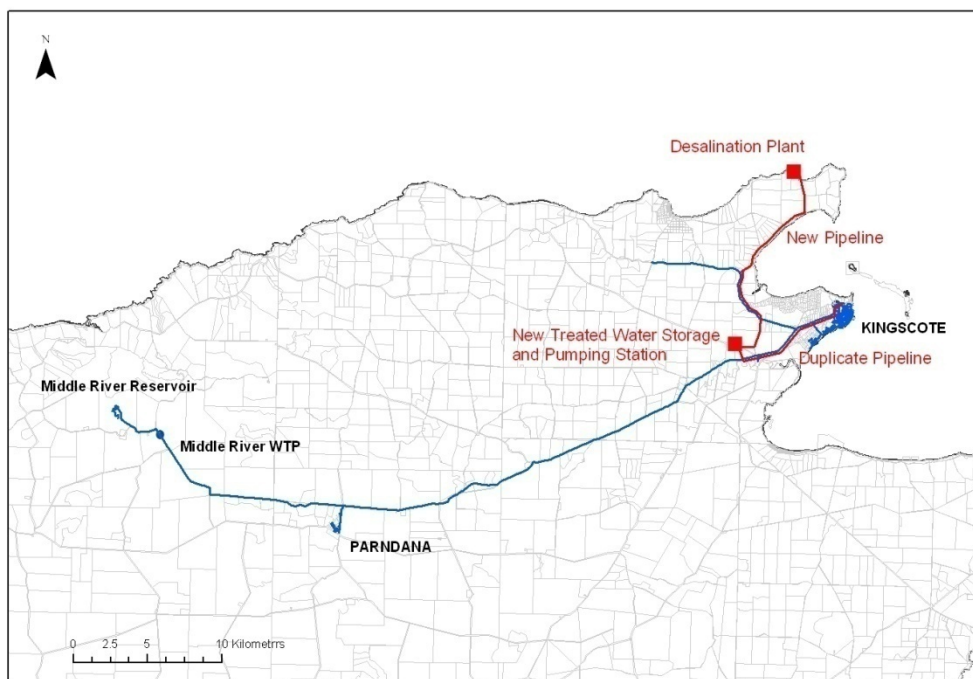 N
Desalination Plant
New Pipeline
KINGSCOTE
New Treated Water Storage
and Pumping Station
Duplicate Pipeline
Middle River Reservoir
Middle River WTP
PARNDANA
0 2.5 5 10 Kilometrrs